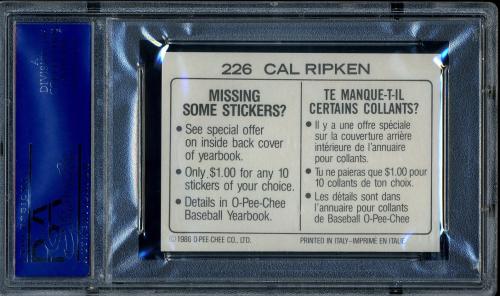 226 CAL RIPKEN
MISSING
SOME STICKERS?
• See special offer
on inside back cover
of yearbook.
• Only $1.00 for any 10
stickers of your choice.
• Details in O-Pee-Chee
Baseball Yearbook.
TE MANQUE-T-IL
CERTAINS COLLANTS?
• Il y a une offre spéciale
sur la couverture arrière
intérieure de l'annuaire
pour collants.
• Tu ne paieras que $1.00 pour
10 collants de ton choix.
• Les détails sont dans
l'annuaire pour collants
de Baseball O-Pee-Chee
© 1986 O-PEE-CHEE CO., LTD.
PRINTED IN ITALY–IMPRIMÉ EN ITALIE
PSA